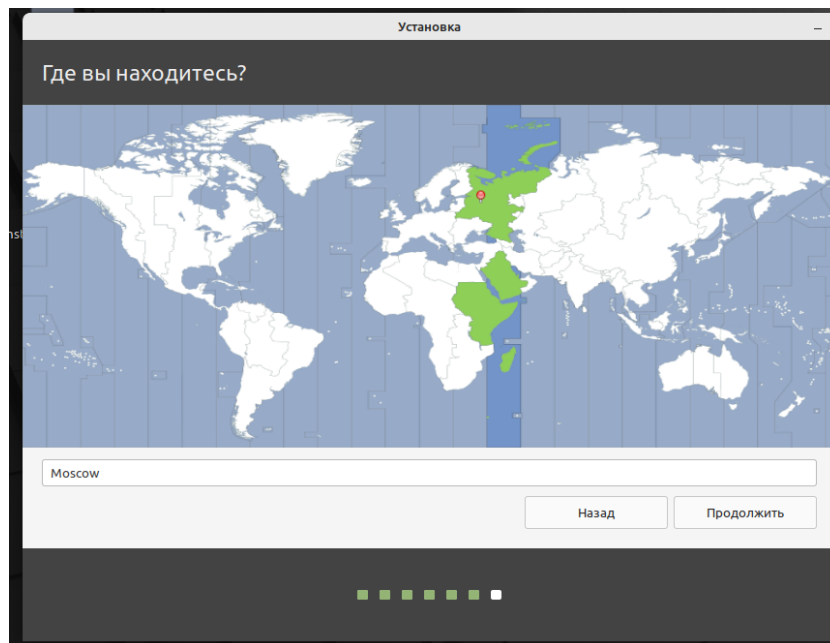 Установка
Где вы находитесь?
Moscow
Назад
Продолжить